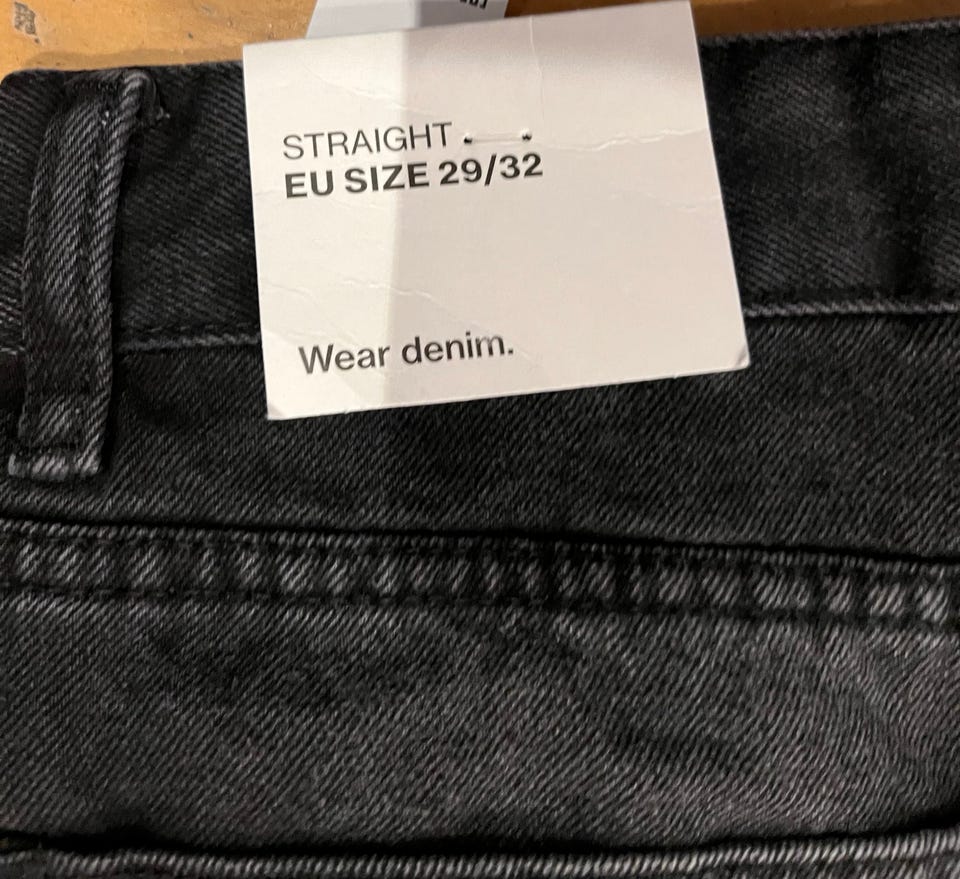 STRAIGHT
EU SIZE 29/32
Wear denim.